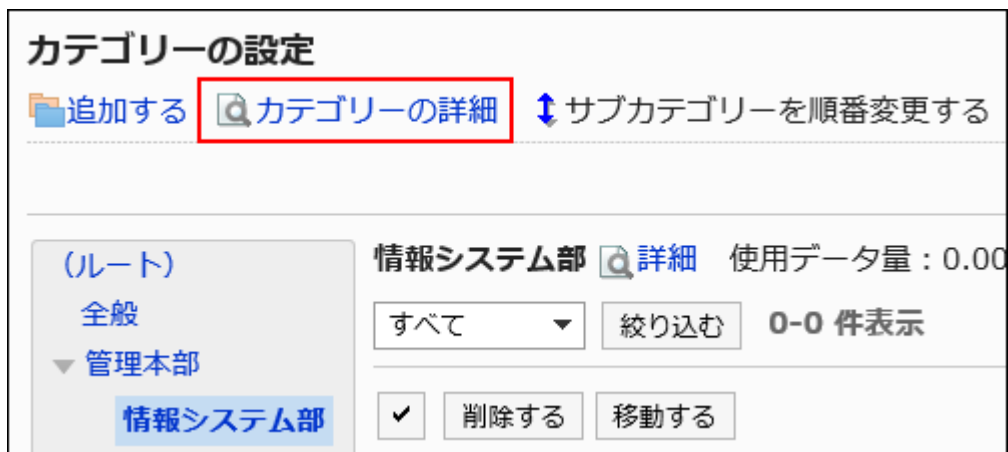 カテゴリーの設定
追加する カテゴリーの詳細 サブカテゴリーを順番変更する
(ルート)
全般
管理本部
情報システム部
情報システム部 詳細 使用データ量 : 0.00
すべて 絞り込む 0-0 件表示
削除する 移動する